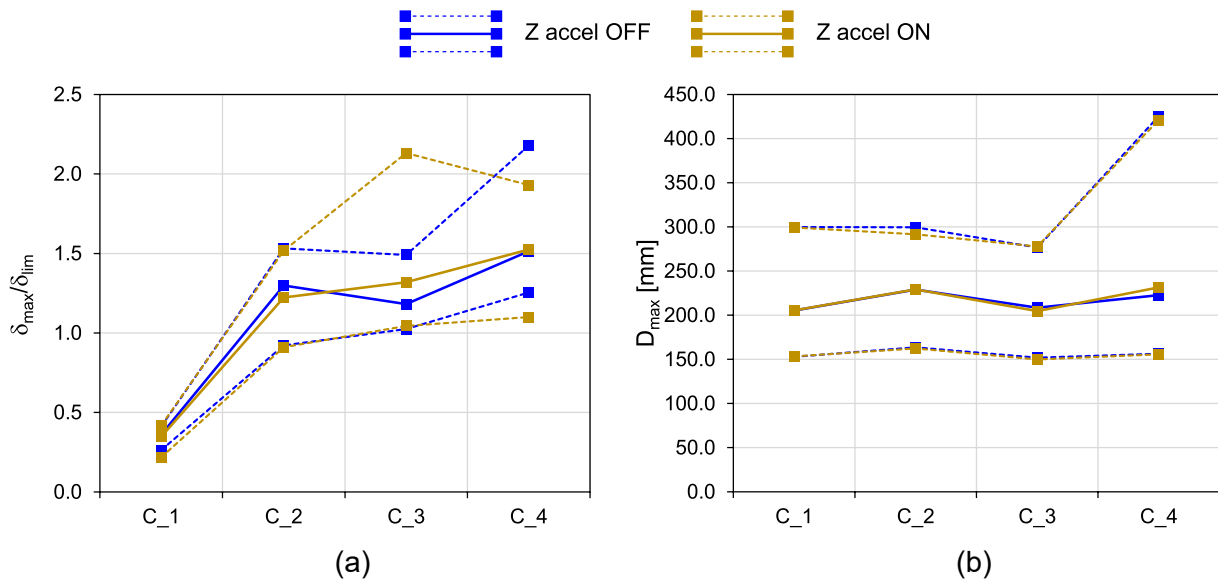 Z accel OFF
Z accel ON
δmax/δlim
2.5
2.0
1.5
1.0
0.5
0.0
C_1
C_2
C_3
C_4
(a)
Dmax [mm]
450.0
400.0
350.0
300.0
250.0
200.0
150.0
100.0
50.0
0.0
C_1
C_2
C_3
C_4
(b)